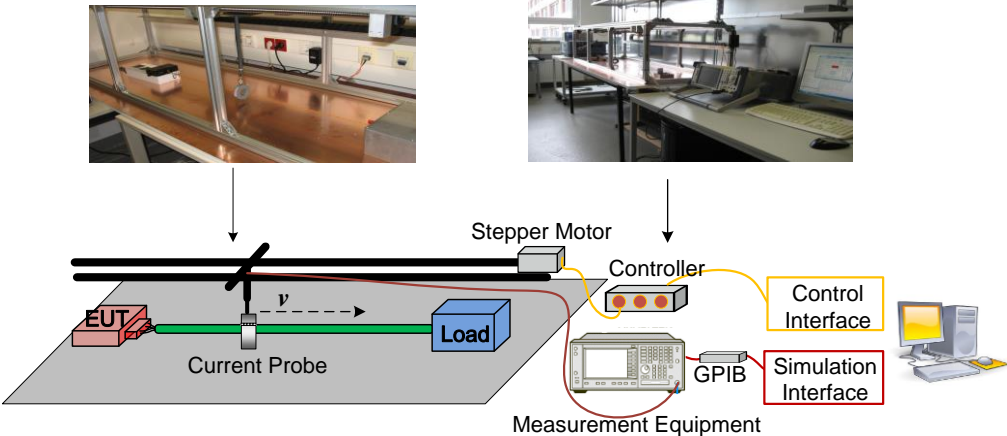 Stepper Motor
Controller
v
EUT
Load
Current Probe
Control
Interface
GPIB
Simulation
Interface
Measurement Equipment